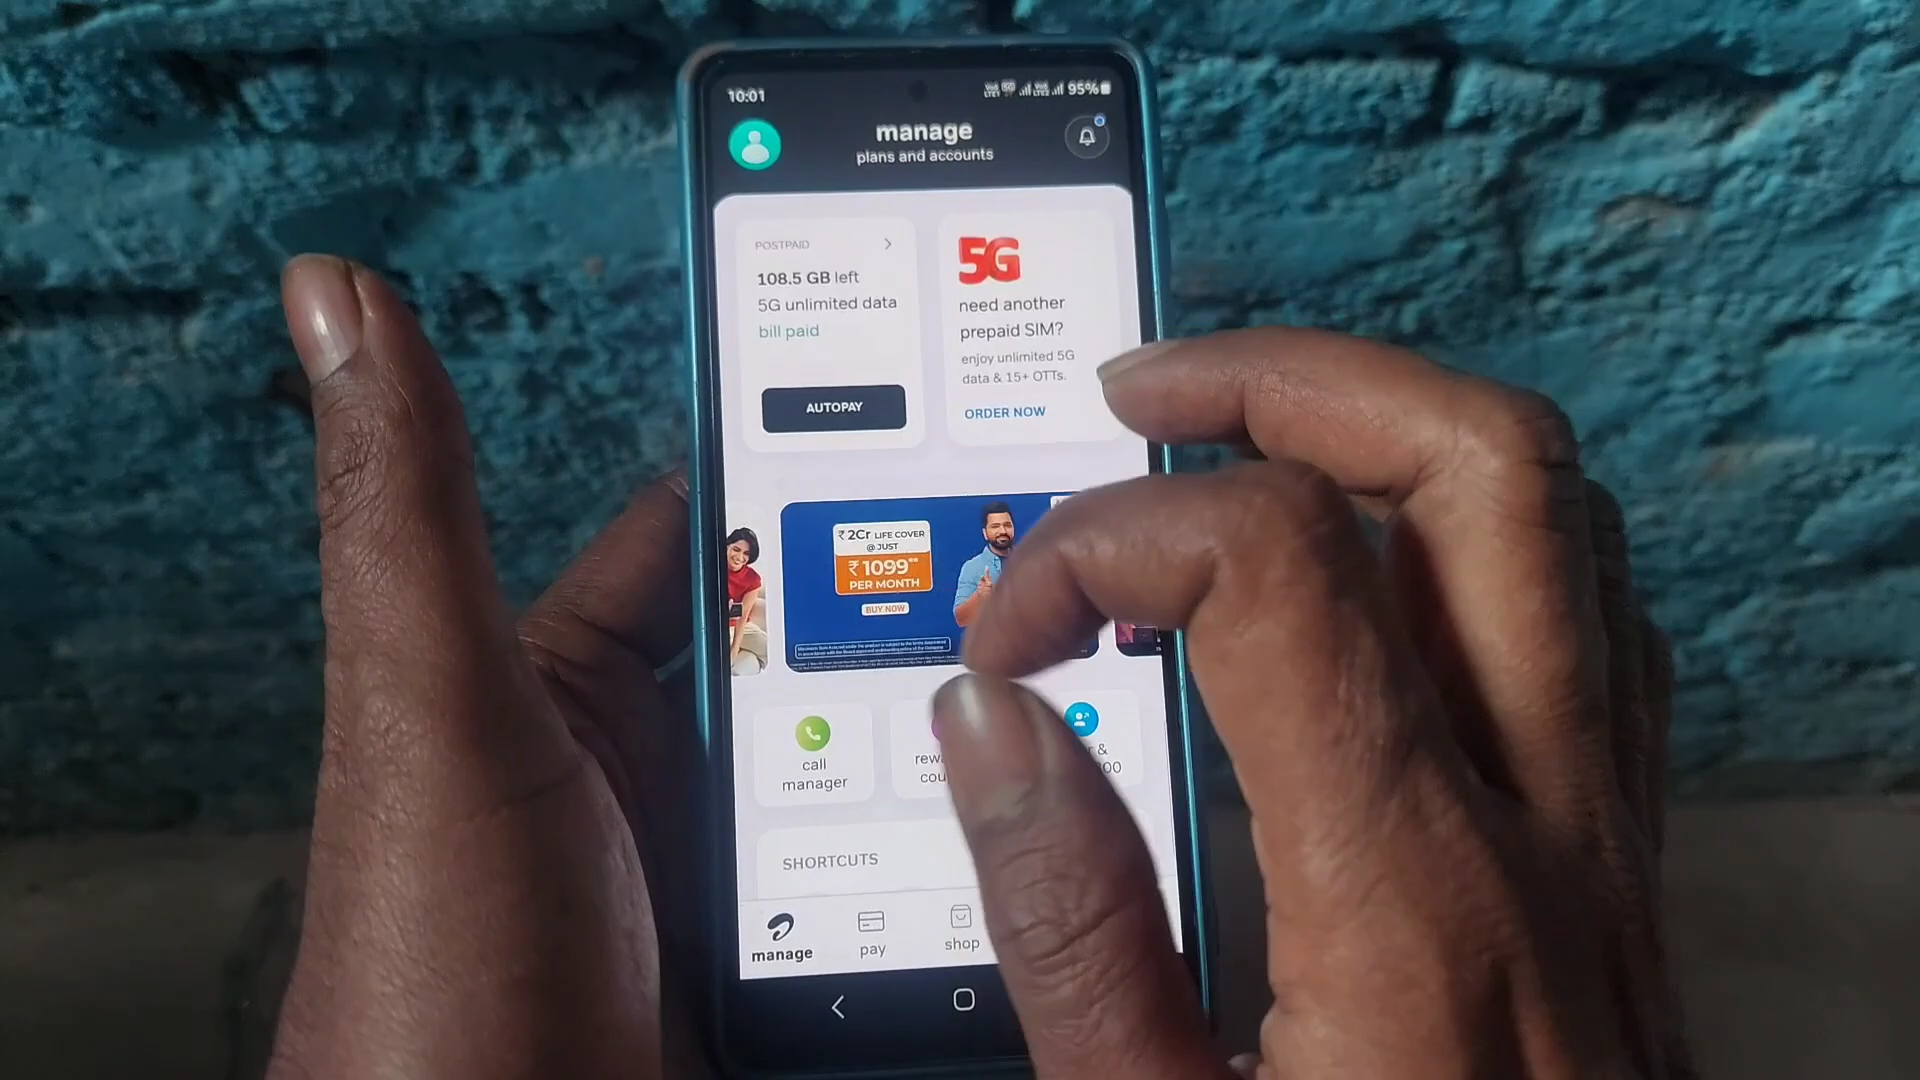 10:01
95%
manage
plans and accounts
POSTPAID
108.5 GB left
5G unlimited data
bill paid
AUTOPAY
5G
need another
prepaid SIM?
enjoy unlimited 5G
data & 15+ OTTs.
ORDER NOW
₹ 2Cr LIFE COVER
@ JUST
₹ 1099
PER MONTH
BUY NOW
call
manager
SHORTCUTS
manage
pay
shop